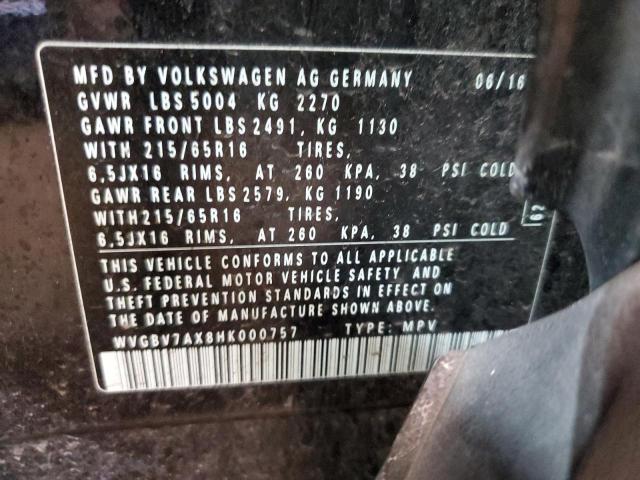 MFD BY VOLKSWAGEN AG GERMANY 06/16
GVWR LBS 5004 KG 2270
GAWR FRONT LBS 2491, KG 1130
WITH 215/65R16 TIRES,
6,5JX16 RIMS, AT 260 KPA, 38 PSI COLD
GAWR REAR LBS 2579, KG 1190
WITH 215/65R16 TIRES,
6,5JX16 RIMS, AT 260 KPA, 38 PSI COLD
THIS VEHICLE CONFORMS TO ALL APPLICABLE
U.S. FEDERAL MOTOR VEHICLE SAFETY AND
THEFT PREVENTION STANDARDS IN EFFECT ON
THE DATE OF MANUFACTURE SHOWN ABOVE.
WVGBV7AX8HK000757 TYPE: MPV